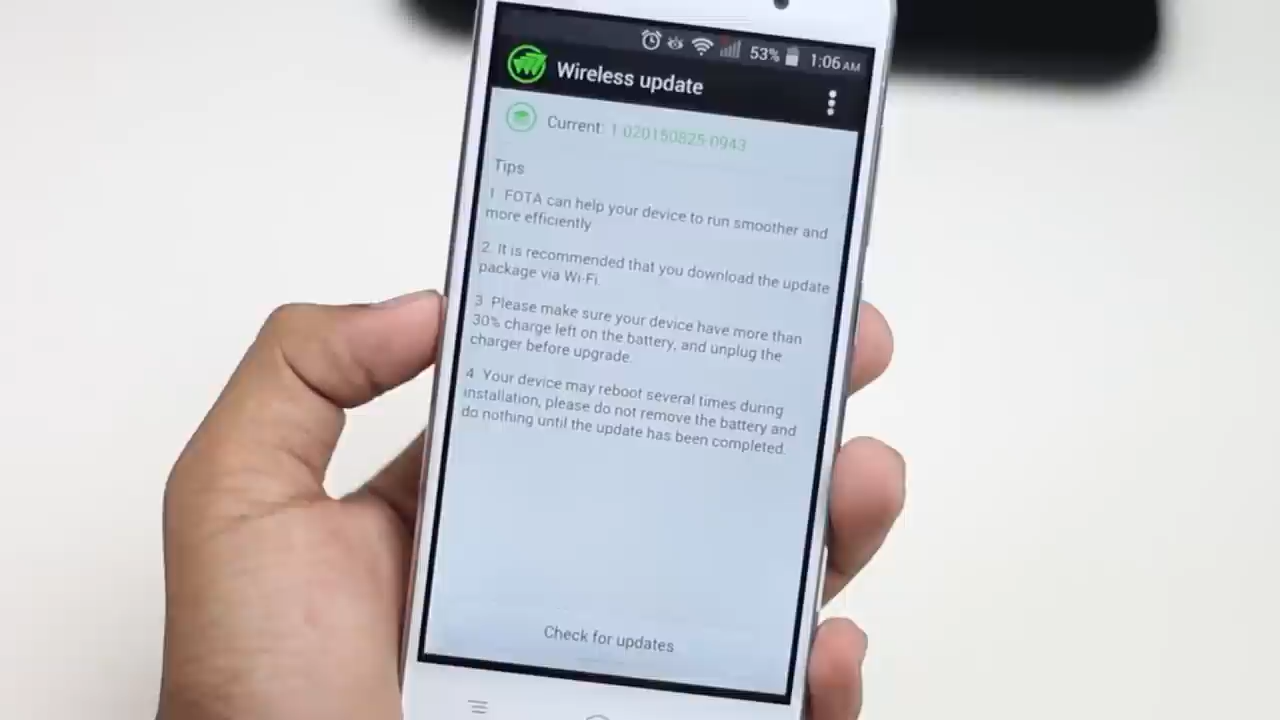 53% 1:06 AM
Wireless update
Current: 1.020150825-0943
Tips
1. FOTA can help your device to run smoother and
more efficiently.
2. It is recommended that you download the update
package via Wi-Fi.
3. Please make sure your device have more than
30% charge left on the battery, and unplug the
charger before upgrade.
4. Your device may reboot several times during
installation, please do not remove the battery and
do nothing until the update has been completed.
Check for updates